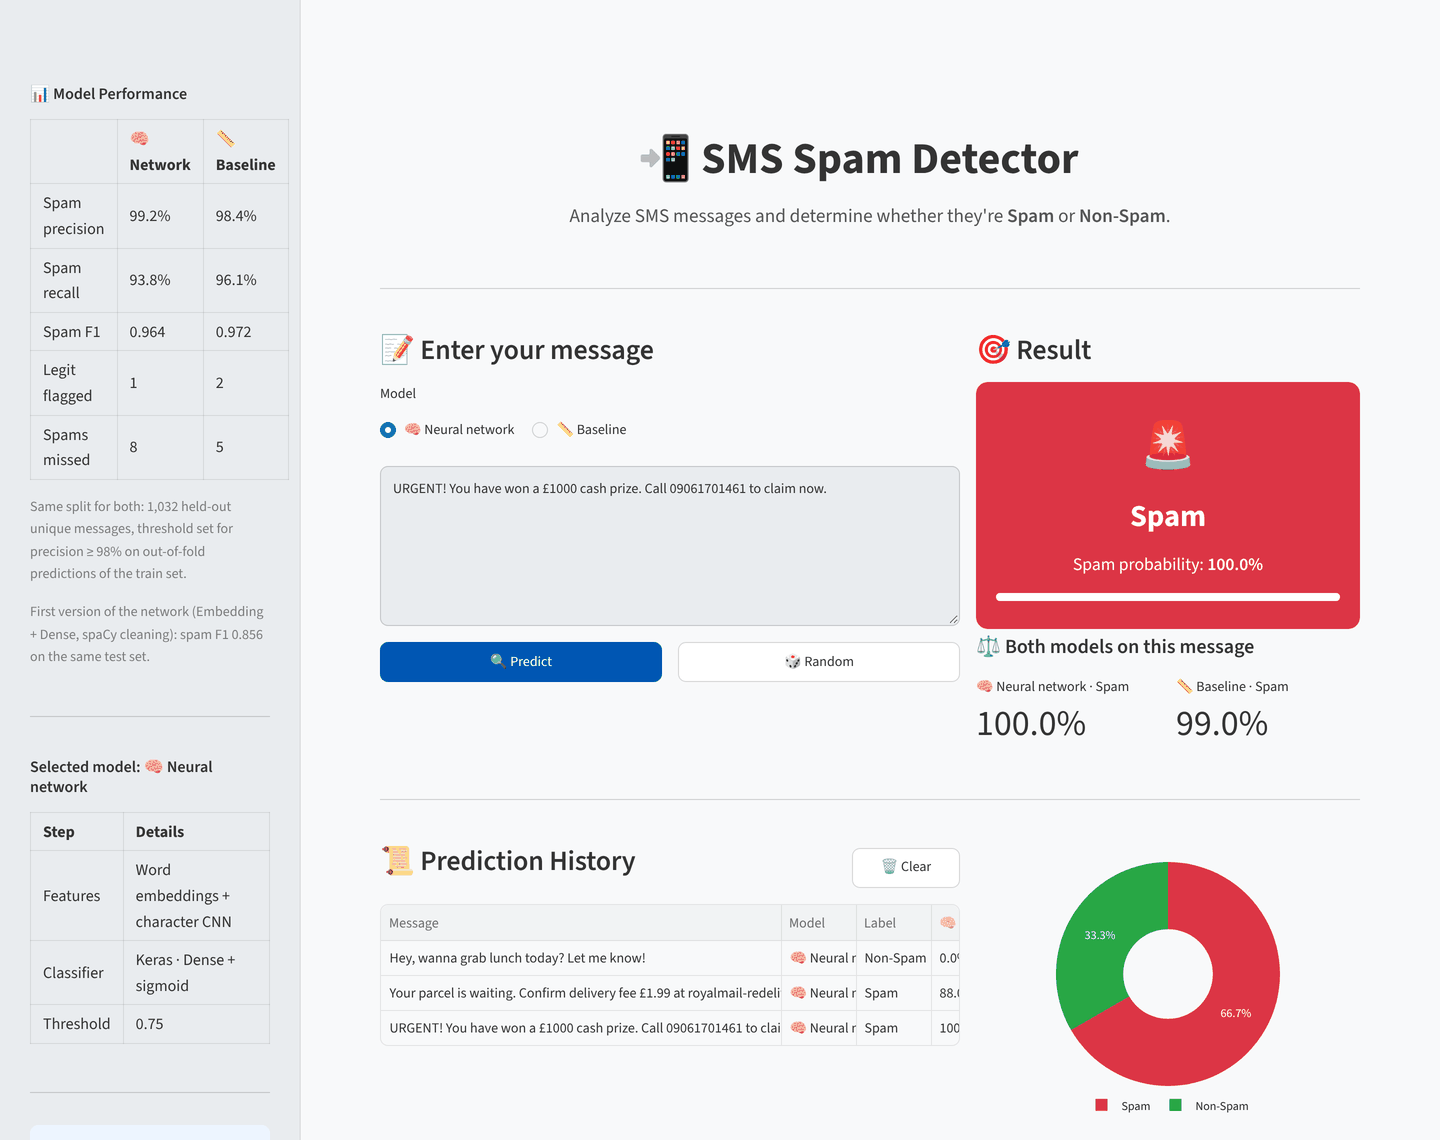 📊 Model Performance
🧠 Network 📏 Baseline
Spam precision 99.2% 98.4%
Spam recall 93.8% 96.1%
Spam F1 0.964 0.972
Legit flagged 1 2
Spams missed 8 5
Same split for both: 1,032 held-out
unique messages, threshold set for
precision ≥ 98% on out-of-fold
predictions of the train set.
First version of the network (Embedding
+ Dense, spaCy cleaning): spam F1 0.856
on the same test set.
Selected model: 🧠 Neural
network
Step Details
Features Word embeddings + character CNN
Classifier Keras · Dense + sigmoid
Threshold 0.75
📲 SMS Spam Detector
Analyze SMS messages and determine whether they're Spam or Non-Spam.
📝 Enter your message
Model
🧠 Neural network 📏 Baseline
URGENT! You have won a £1000 cash prize. Call 09061701461 to claim now.
🔍 Predict 🎲 Random
🎯 Result
Spam
Spam probability: 100.0%
⚖️ Both models on this message
🧠 Neural network · Spam 📏 Baseline · Spam
100.0% 99.0%
📜 Prediction History
🗑️ Clear
Message Model Label 🧠
Hey, wanna grab lunch today? Let me know! 🧠 Neural Non-Spam 0.0%
Your parcel is waiting. Confirm delivery fee £1.99 at royalmail-redeli 🧠 Neural Spam 88.
URGENT! You have won a £1000 cash prize. Call 09061701461 to clai 🧠 Neural Spam 100
33.3%
66.7%
Spam Non-Spam